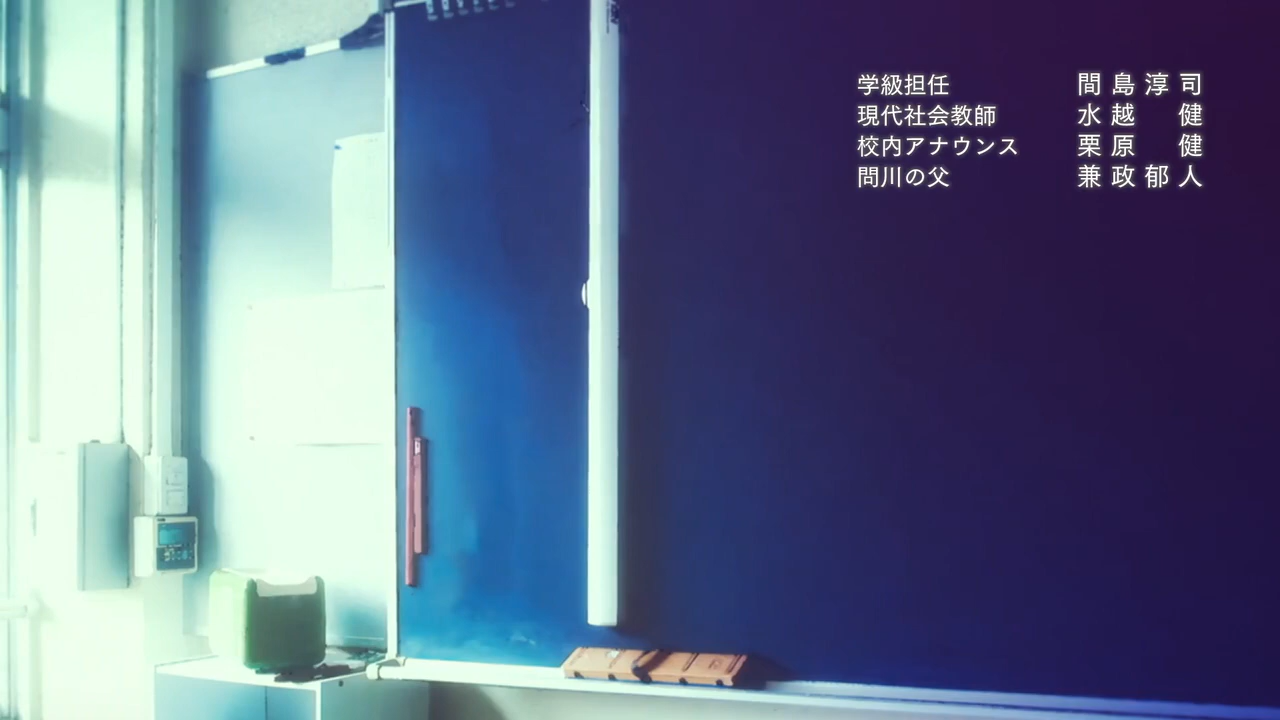 学級担任 間島淳司
現代社会教師 水越 健
校内アナウンス 栗原 健
問川の父 兼政郁人